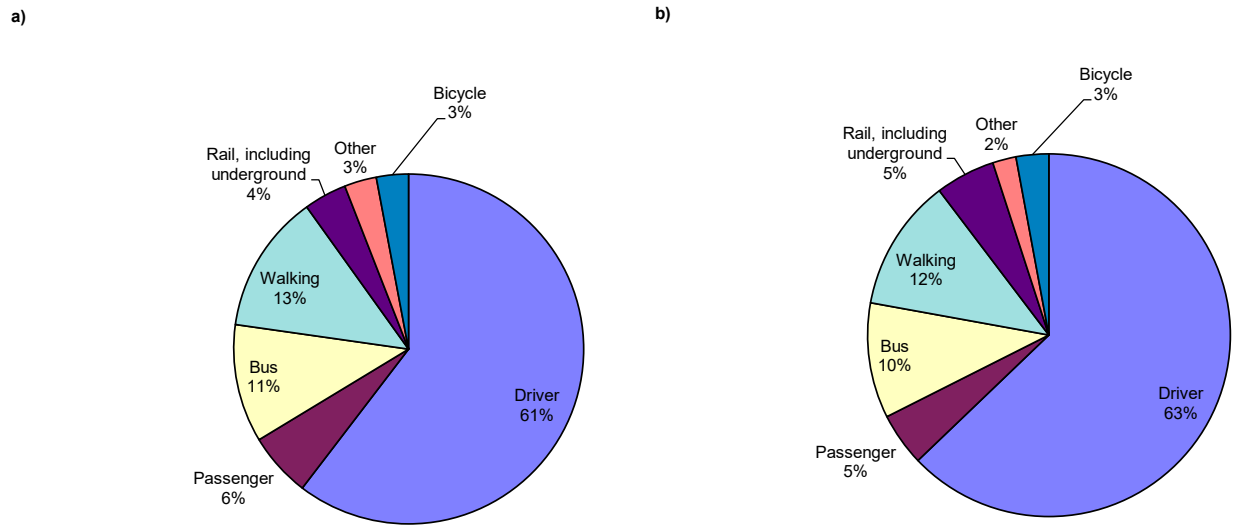 a)
Bicycle
3%
Other
3%
Rail, including
underground
4%
Walking
13%
Bus
11%
Driver
61%
Passenger
6%
b)
Bicycle
3%
Other
2%
Rail, including
underground
5%
Walking
12%
Bus
10%
Driver
63%
Passenger
5%